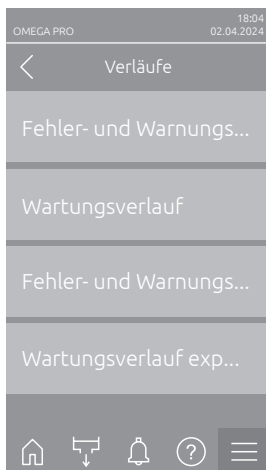 18:04
OMEGA PRO 02.04.2024
Verläufe
Fehler- und Warnungs...
Wartungsverlauf
Fehler- und Warnungs...
Wartungsverlauf exp...
?